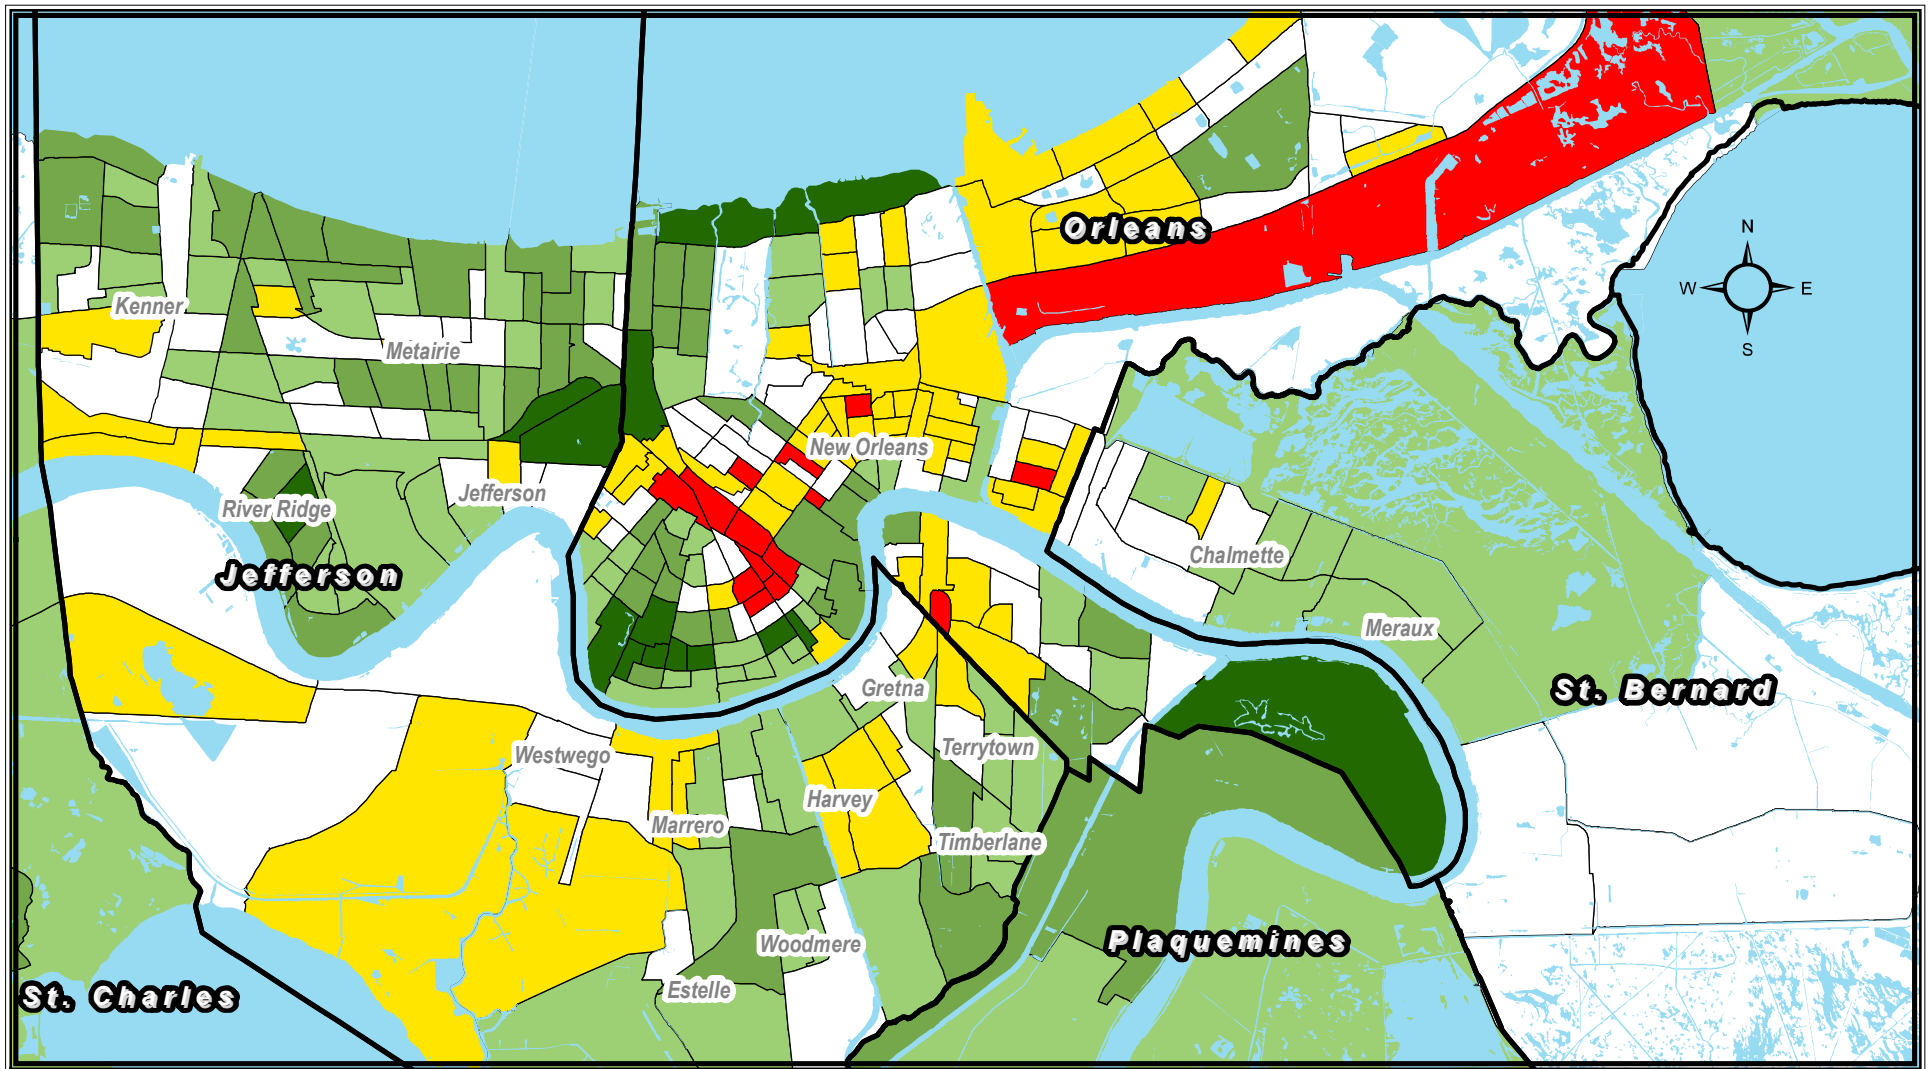 Orleans
N
W E
S
Kenner
Metairie
New Orleans
River Ridge
Jefferson
Jefferson
Chalmette
Meraux
Gretna
St. Bernard
Westwego
Terrytown
Harvey
Marrero
Timberlane
Woodmere
Plaquemines
Estelle
St. Charles